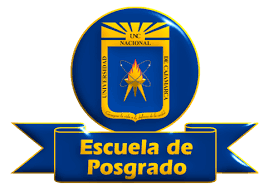 UNC
NACIONAL
UNIVERSIDAD
DE CAJAMARCA
Escuela de
Posgrado